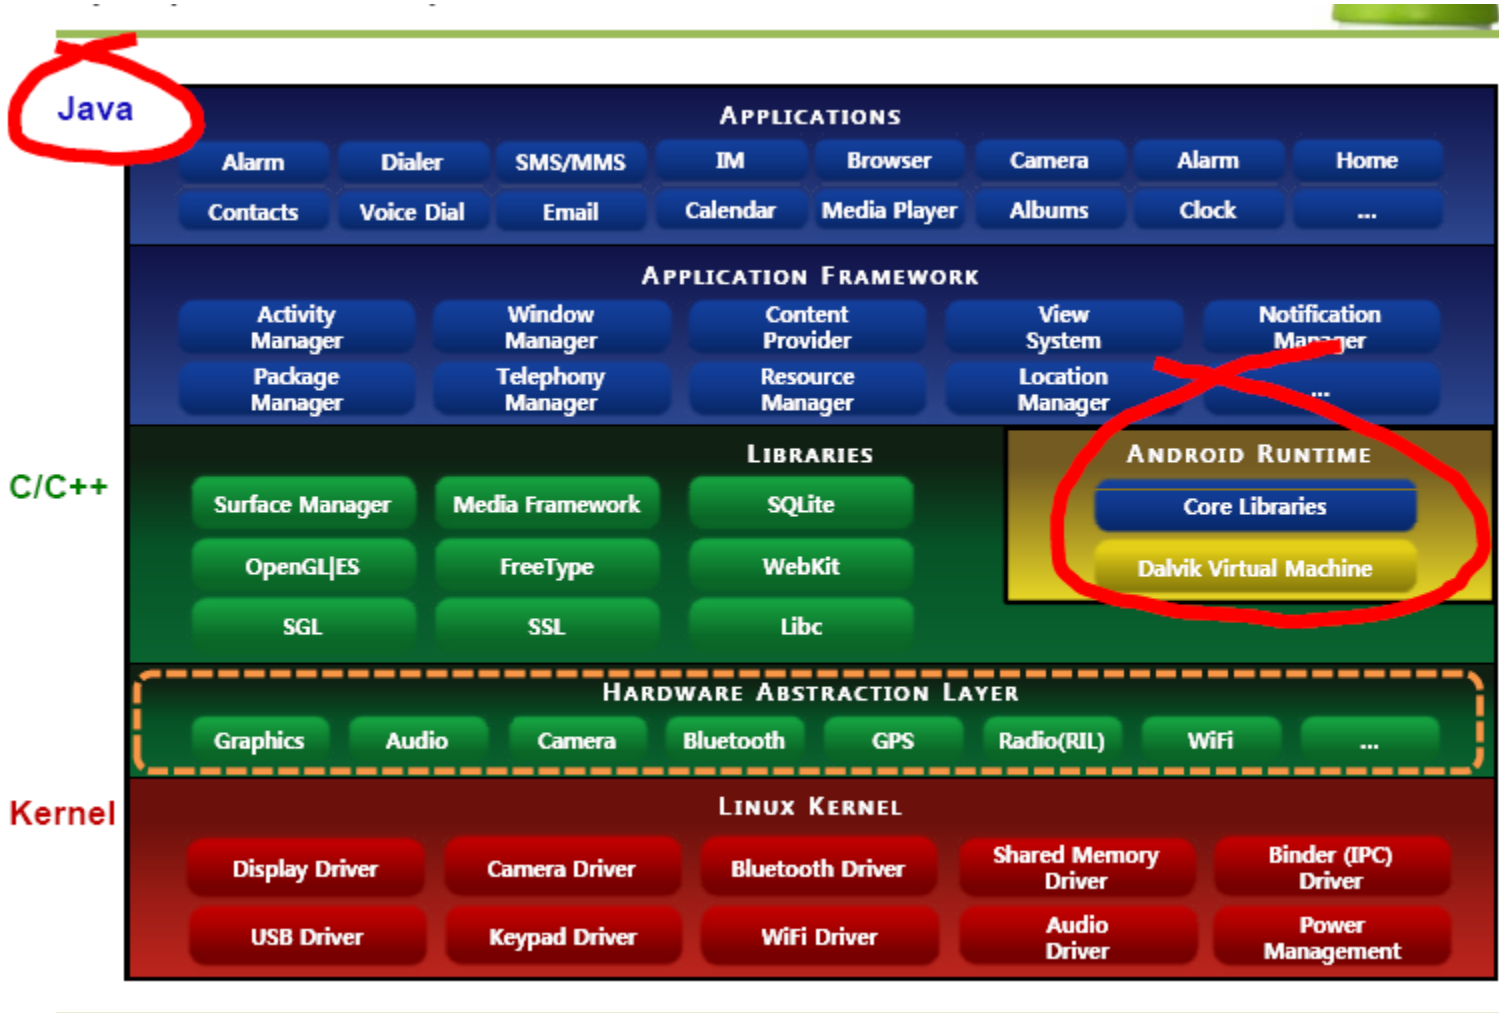 Java
APPLICATIONS
Alarm Dialer SMS/MMS IM Browser Camera Alarm Home
Contacts Voice Dial Email Calendar Media Player Albums Clock ...
APPLICATION FRAMEWORK
Activity Manager Window Manager Content Provider View System Notification Manager
Package Manager Telephony Manager Resource Manager Location Manager ...
C/C++
LIBRARIES
Surface Manager Media Framework SQLite
OpenGL|ES FreeType WebKit
SGL SSL Libc
ANDROID RUNTIME
Core Libraries
Dalvik Virtual Machine
HARDWARE ABSTRACTION LAYER
Graphics Audio Camera Bluetooth GPS Radio(RIL) WiFi ...
Kernel
LINUX KERNEL
Display Driver Camera Driver Bluetooth Driver Shared Memory Driver Binder (IPC) Driver
USB Driver Keypad Driver WiFi Driver Audio Driver Power Management